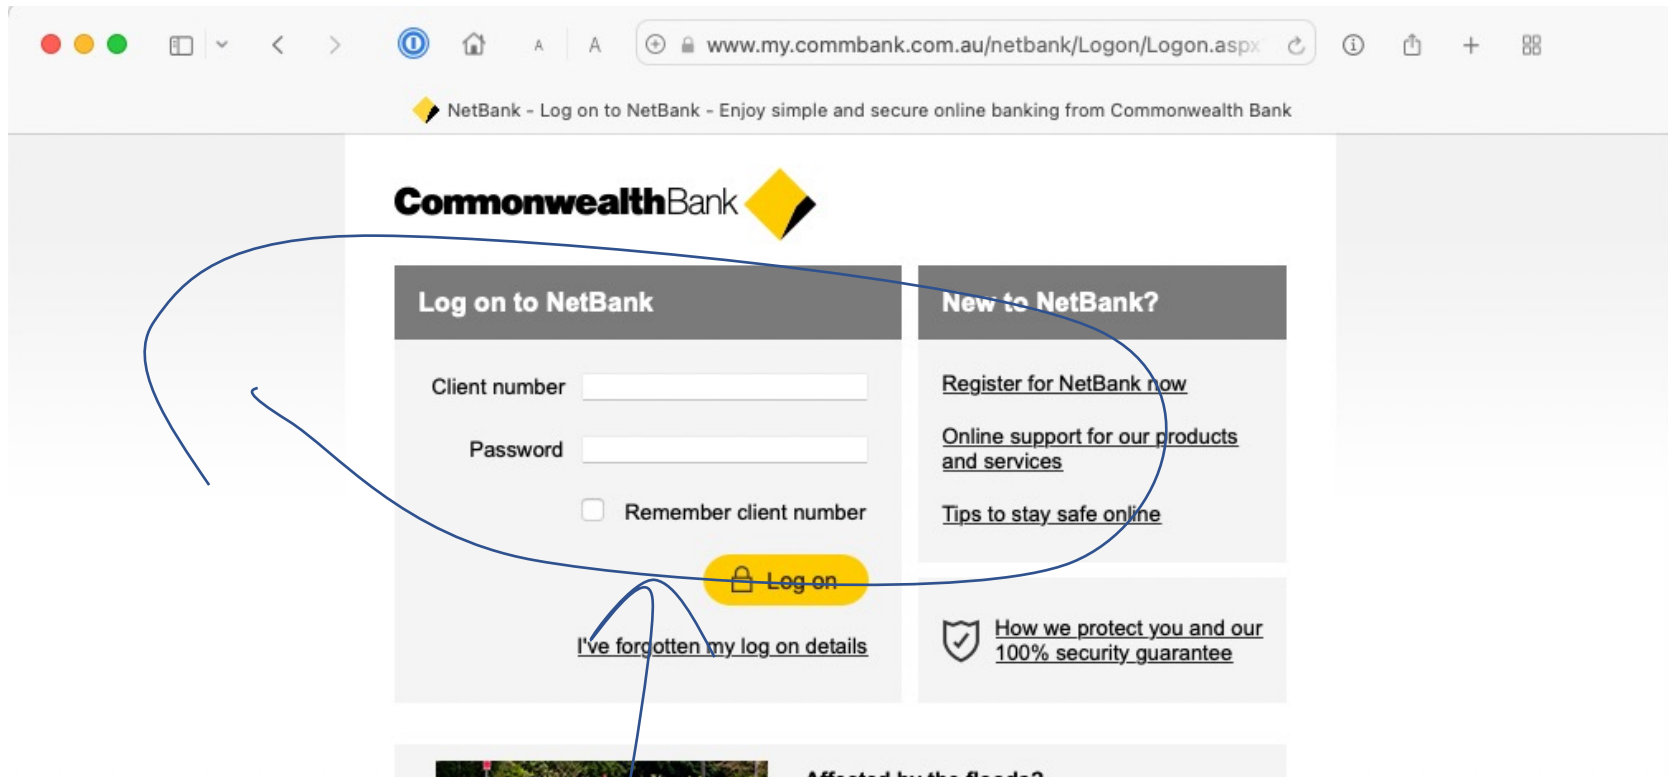 A A www.my.commbank.com.au/netbank/Logon/Logon.aspx
NetBank - Log on to NetBank - Enjoy simple and secure online banking from Commonwealth Bank
CommonwealthBank
Log on to NetBank
Client number
Password
Remember client number
Log on
I've forgotten my log on details
New to NetBank?
Register for NetBank now
Online support for our products
and services
Tips to stay safe online
How we protect you and our
100% security guarantee
Affected by the floods?